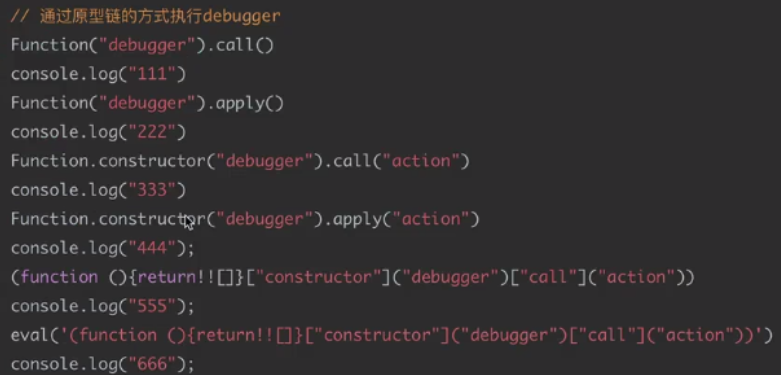 // 通过原型链的方式执行debugger
Function("debugger").call()
console.log("111")
Function("debugger").apply()
console.log("222")
Function.constructor("debugger").call("action")
console.log("333")
Function.constructor("debugger").apply("action")
console.log("444");
(function (){return!![]}["constructor"]("debugger")["call"]("action"))
console.log("555");
eval('(function (){return!![]}["constructor"]("debugger")["call"]("action"))')
console.log("666");